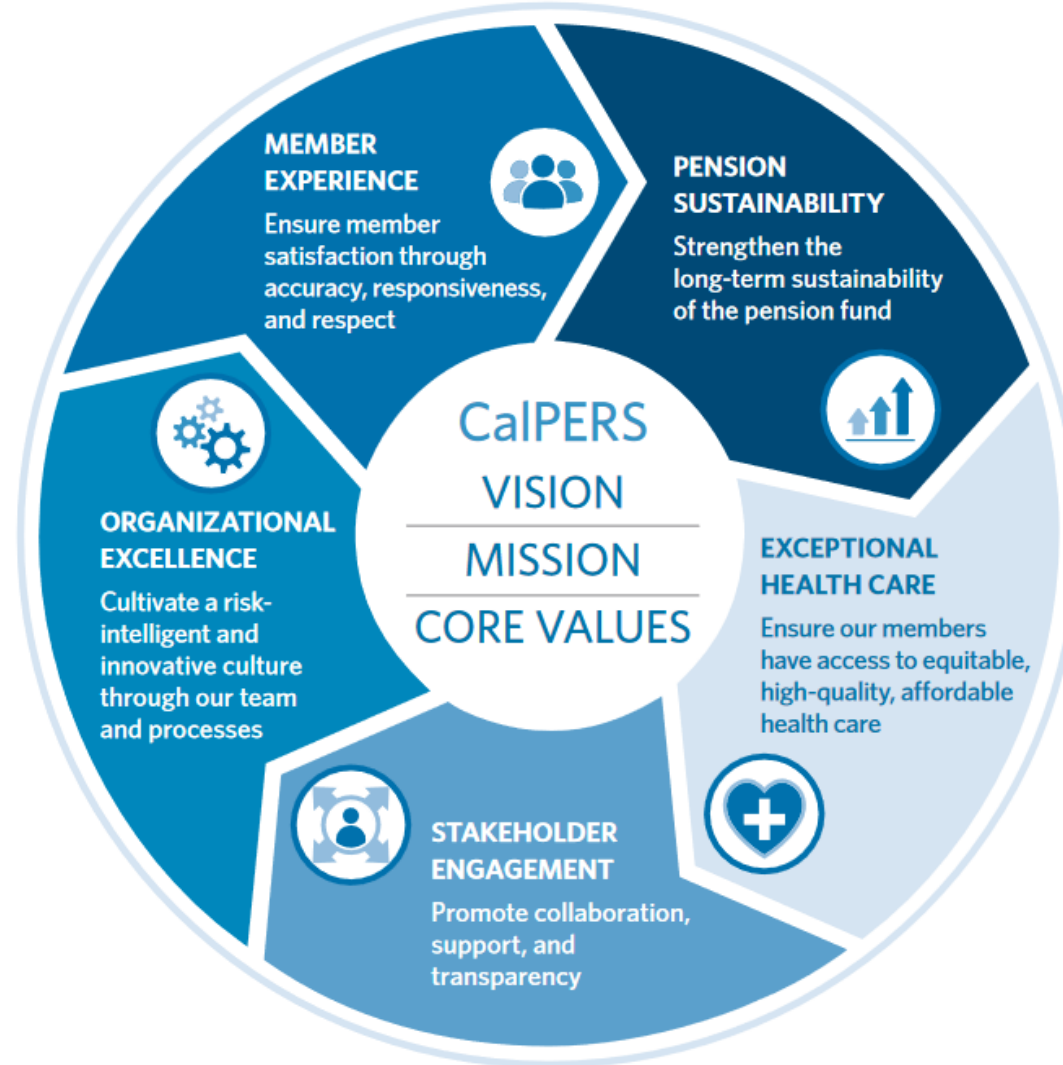 MEMBER
EXPERIENCE
Ensure member
satisfaction through
accuracy, responsiveness,
and respect
PENSION
SUSTAINABILITY
Strengthen the
long-term sustainability
of the pension fund
EXCEPTIONAL
HEALTH CARE
Ensure our members
have access to equitable,
high-quality, affordable
health care
STAKEHOLDER
ENGAGEMENT
Promote collaboration,
support, and
transparency
ORGANIZATIONAL
EXCELLENCE
Cultivate a risk-
intelligent and
innovative culture
through our team
and processes
CalPERS
VISION
MISSION
CORE VALUES